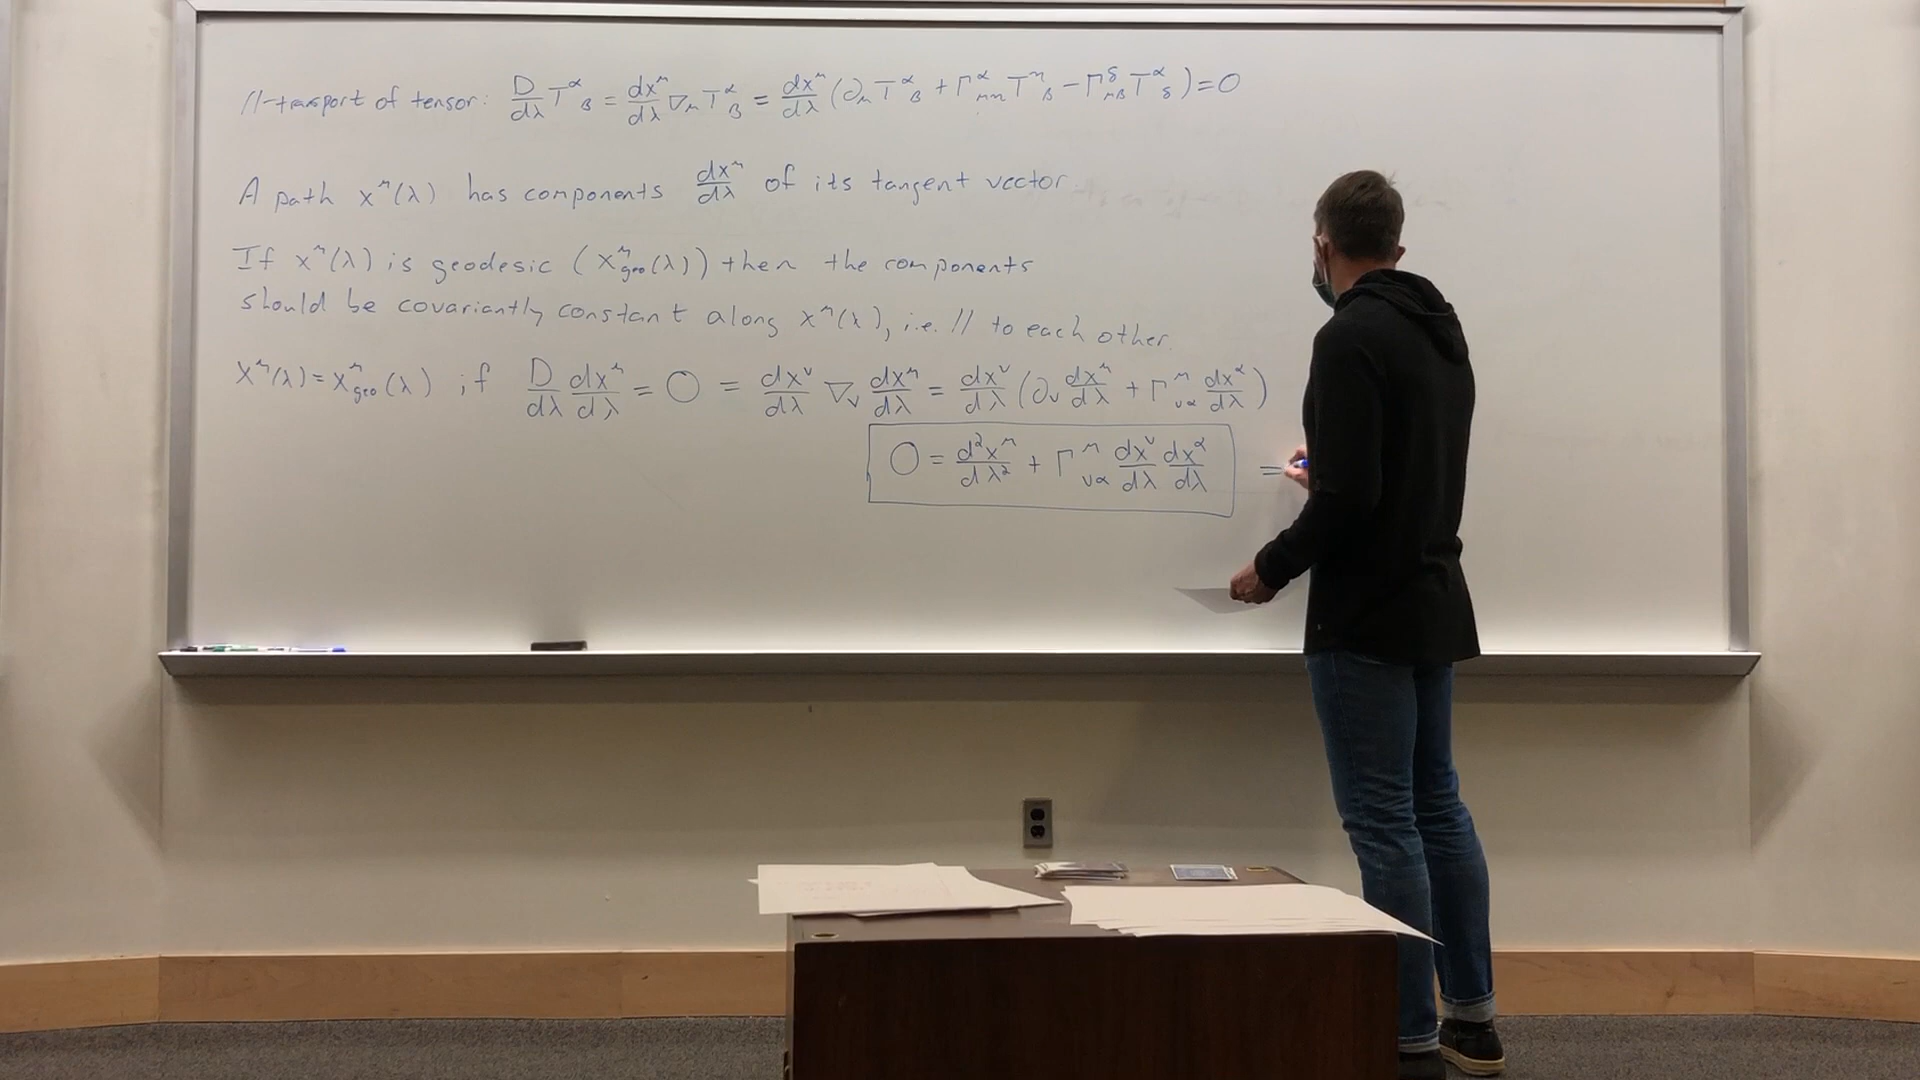 //-transport of tensor: D/dλ T^α_β = dx^μ/dλ ∇_μ T^α_β = dx^μ/dλ (∂_μ T^α_β + Γ^α_μη T^η_β − Γ^δ_μβ T^α_δ) = 0
A path x^μ(λ) has components dx^μ/dλ of its tangent vector
If x^μ(λ) is geodesic (x^μ_geo(λ)) then the components
should be covariantly constant along x^μ(λ), i.e. // to each other.
x^μ(λ) = x^μ_geo(λ) if D/dλ dx^μ/dλ = 0 = dx^ν/dλ ∇_ν dx^μ/dλ = dx^ν/dλ (∂_ν dx^μ/dλ + Γ^μ_να dx^α/dλ)
0 = d²x^μ/dλ² + Γ^μ_να dx^ν/dλ dx^α/dλ =